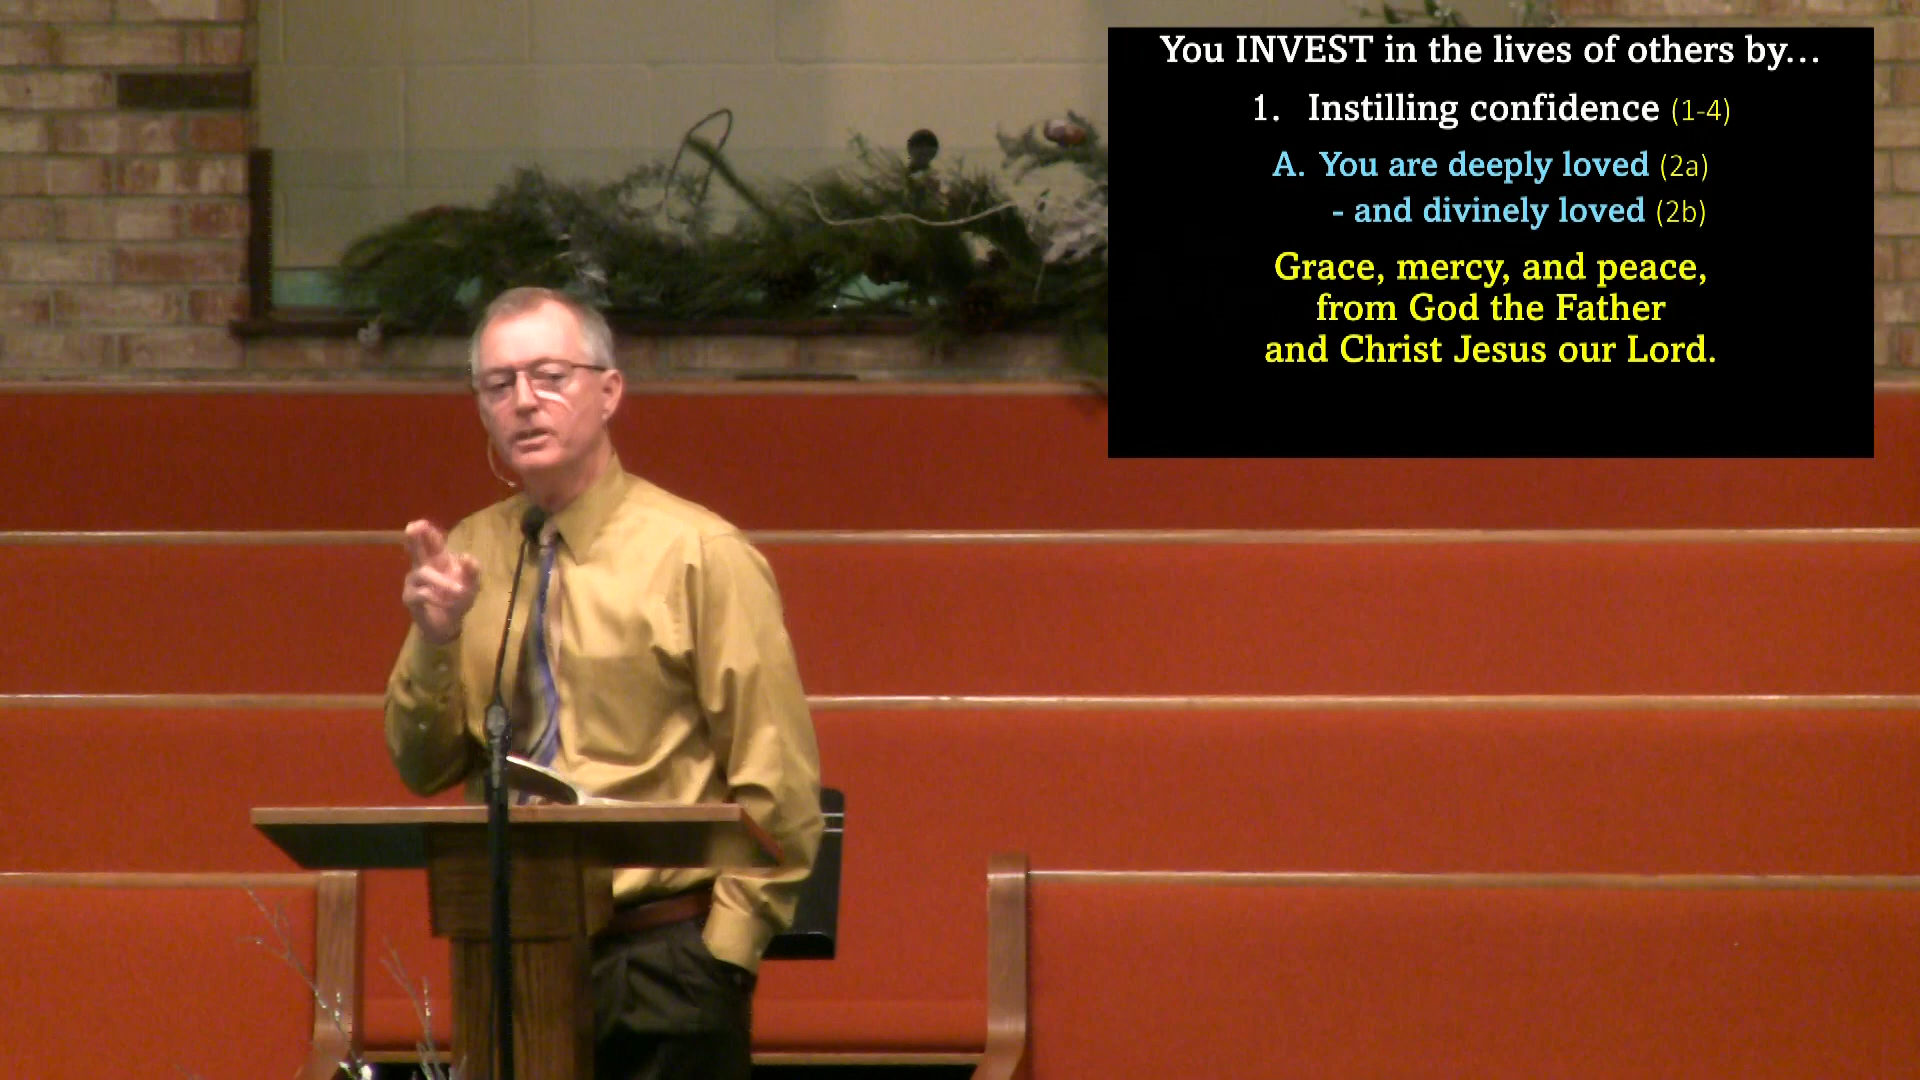 You INVEST in the lives of others by...
1. Instilling confidence (1-4)
A. You are deeply loved (2a)
- and divinely loved (2b)
Grace, mercy, and peace,
from God the Father
and Christ Jesus our Lord.